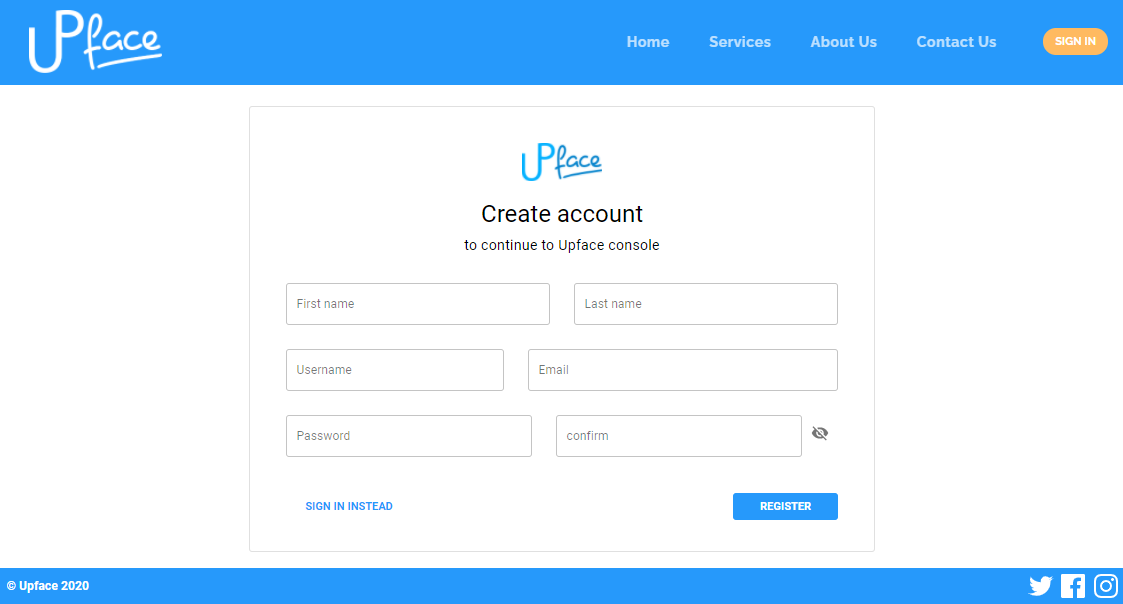 UPface
Home Services About Us Contact Us SIGN IN
UPface
Create account
to continue to Upface console
First name Last name
Username Email
Password confirm
SIGN IN INSTEAD REGISTER
© Upface 2020